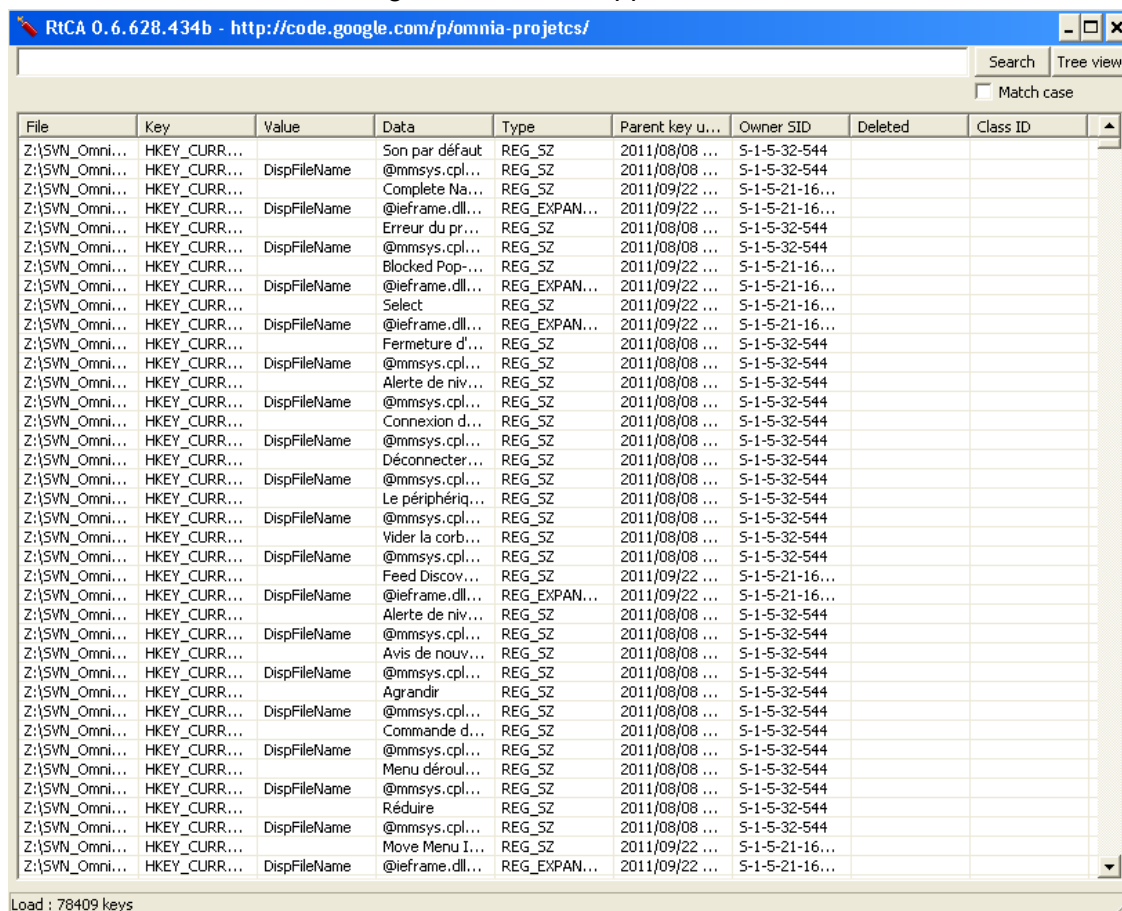 RtCA 0.6.628.434b - http://code.google.com/p/omnia-projetcs/
Search Tree view
Match case
File Key Value Data Type Parent key u... Owner SID Deleted Class ID
Z:\SVN_Omni... HKEY_CURR... Son par défaut REG_SZ 2011/08/08 ... S-1-5-32-544
Z:\SVN_Omni... HKEY_CURR... DispFileName @mmsys.cpl... REG_SZ 2011/08/08 ... S-1-5-32-544
Z:\SVN_Omni... HKEY_CURR... Complete Na... REG_SZ 2011/09/22 ... S-1-5-21-16...
Z:\SVN_Omni... HKEY_CURR... DispFileName @ieframe.dll... REG_EXPAN... 2011/09/22 ... S-1-5-21-16...
Z:\SVN_Omni... HKEY_CURR... Erreur du pr... REG_SZ 2011/08/08 ... S-1-5-32-544
Z:\SVN_Omni... HKEY_CURR... DispFileName @mmsys.cpl... REG_SZ 2011/08/08 ... S-1-5-32-544
Z:\SVN_Omni... HKEY_CURR... Blocked Pop-... REG_SZ 2011/09/22 ... S-1-5-21-16...
Z:\SVN_Omni... HKEY_CURR... DispFileName @ieframe.dll... REG_EXPAN... 2011/09/22 ... S-1-5-21-16...
Z:\SVN_Omni... HKEY_CURR... Select REG_SZ 2011/09/22 ... S-1-5-21-16...
Z:\SVN_Omni... HKEY_CURR... DispFileName @ieframe.dll... REG_EXPAN... 2011/09/22 ... S-1-5-21-16...
Z:\SVN_Omni... HKEY_CURR... Fermeture d'... REG_SZ 2011/08/08 ... S-1-5-32-544
Z:\SVN_Omni... HKEY_CURR... DispFileName @mmsys.cpl... REG_SZ 2011/08/08 ... S-1-5-32-544
Z:\SVN_Omni... HKEY_CURR... Alerte de niv... REG_SZ 2011/08/08 ... S-1-5-32-544
Z:\SVN_Omni... HKEY_CURR... DispFileName @mmsys.cpl... REG_SZ 2011/08/08 ... S-1-5-32-544
Z:\SVN_Omni... HKEY_CURR... Connexion d... REG_SZ 2011/08/08 ... S-1-5-32-544
Z:\SVN_Omni... HKEY_CURR... DispFileName @mmsys.cpl... REG_SZ 2011/08/08 ... S-1-5-32-544
Z:\SVN_Omni... HKEY_CURR... Déconnecter... REG_SZ 2011/08/08 ... S-1-5-32-544
Z:\SVN_Omni... HKEY_CURR... DispFileName @mmsys.cpl... REG_SZ 2011/08/08 ... S-1-5-32-544
Z:\SVN_Omni... HKEY_CURR... Le périphériq... REG_SZ 2011/08/08 ... S-1-5-32-544
Z:\SVN_Omni... HKEY_CURR... DispFileName @mmsys.cpl... REG_SZ 2011/08/08 ... S-1-5-32-544
Z:\SVN_Omni... HKEY_CURR... Vider la corb... REG_SZ 2011/08/08 ... S-1-5-32-544
Z:\SVN_Omni... HKEY_CURR... DispFileName @mmsys.cpl... REG_SZ 2011/08/08 ... S-1-5-32-544
Z:\SVN_Omni... HKEY_CURR... Feed Discov... REG_SZ 2011/09/22 ... S-1-5-21-16...
Z:\SVN_Omni... HKEY_CURR... DispFileName @ieframe.dll... REG_EXPAN... 2011/09/22 ... S-1-5-21-16...
Z:\SVN_Omni... HKEY_CURR... Alerte de niv... REG_SZ 2011/08/08 ... S-1-5-32-544
Z:\SVN_Omni... HKEY_CURR... DispFileName @mmsys.cpl... REG_SZ 2011/08/08 ... S-1-5-32-544
Z:\SVN_Omni... HKEY_CURR... Avis de nouv... REG_SZ 2011/08/08 ... S-1-5-32-544
Z:\SVN_Omni... HKEY_CURR... DispFileName @mmsys.cpl... REG_SZ 2011/08/08 ... S-1-5-32-544
Z:\SVN_Omni... HKEY_CURR... Agrandir REG_SZ 2011/08/08 ... S-1-5-32-544
Z:\SVN_Omni... HKEY_CURR... DispFileName @mmsys.cpl... REG_SZ 2011/08/08 ... S-1-5-32-544
Z:\SVN_Omni... HKEY_CURR... Commande d... REG_SZ 2011/08/08 ... S-1-5-32-544
Z:\SVN_Omni... HKEY_CURR... DispFileName @mmsys.cpl... REG_SZ 2011/08/08 ... S-1-5-32-544
Z:\SVN_Omni... HKEY_CURR... Menu déroul... REG_SZ 2011/08/08 ... S-1-5-32-544
Z:\SVN_Omni... HKEY_CURR... DispFileName @mmsys.cpl... REG_SZ 2011/08/08 ... S-1-5-32-544
Z:\SVN_Omni... HKEY_CURR... Réduire REG_SZ 2011/08/08 ... S-1-5-32-544
Z:\SVN_Omni... HKEY_CURR... DispFileName @mmsys.cpl... REG_SZ 2011/08/08 ... S-1-5-32-544
Z:\SVN_Omni... HKEY_CURR... Move Menu I... REG_SZ 2011/09/22 ... S-1-5-21-16...
Z:\SVN_Omni... HKEY_CURR... DispFileName @ieframe.dll... REG_EXPAN... 2011/09/22 ... S-1-5-21-16...
Load : 78409 keys